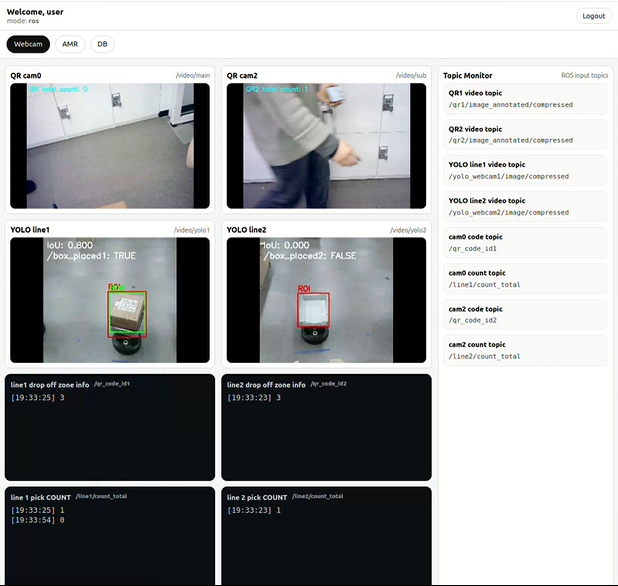 Welcome, user
mode: ros
Logout
Webcam
AMR
DB
QR cam0
/video/main
QR total count: 0
QR cam2
/video/sub
QR2 total count: 1
YOLO line1
/video/yolo1
IoU: 0.800
/box_placed1: TRUE
ROI
YOLO line2
/video/yolo2
IoU: 0.000
/box_placed2: FALSE
ROI
line1 drop off zone info /qr_code_id1
[19:33:25] 3
line2 drop off zone info /qr_code_id2
[19:33:23] 3
line 1 pick COUNT /line1/count_total
[19:33:25] 1
[19:33:54] 0
line 2 pick COUNT /line2/count_total
[19:33:23] 1
Topic Monitor
ROS input topics
QR1 video topic
/qr1/image_annotated/compressed
QR2 video topic
/qr2/image_annotated/compressed
YOLO line1 video topic
/yolo_webcam1/image/compressed
YOLO line2 video topic
/yolo_webcam2/image/compressed
cam0 code topic
/qr_code_id1
cam0 count topic
/line1/count_total
cam2 code topic
/qr_code_id2
cam2 count topic
/line2/count_total